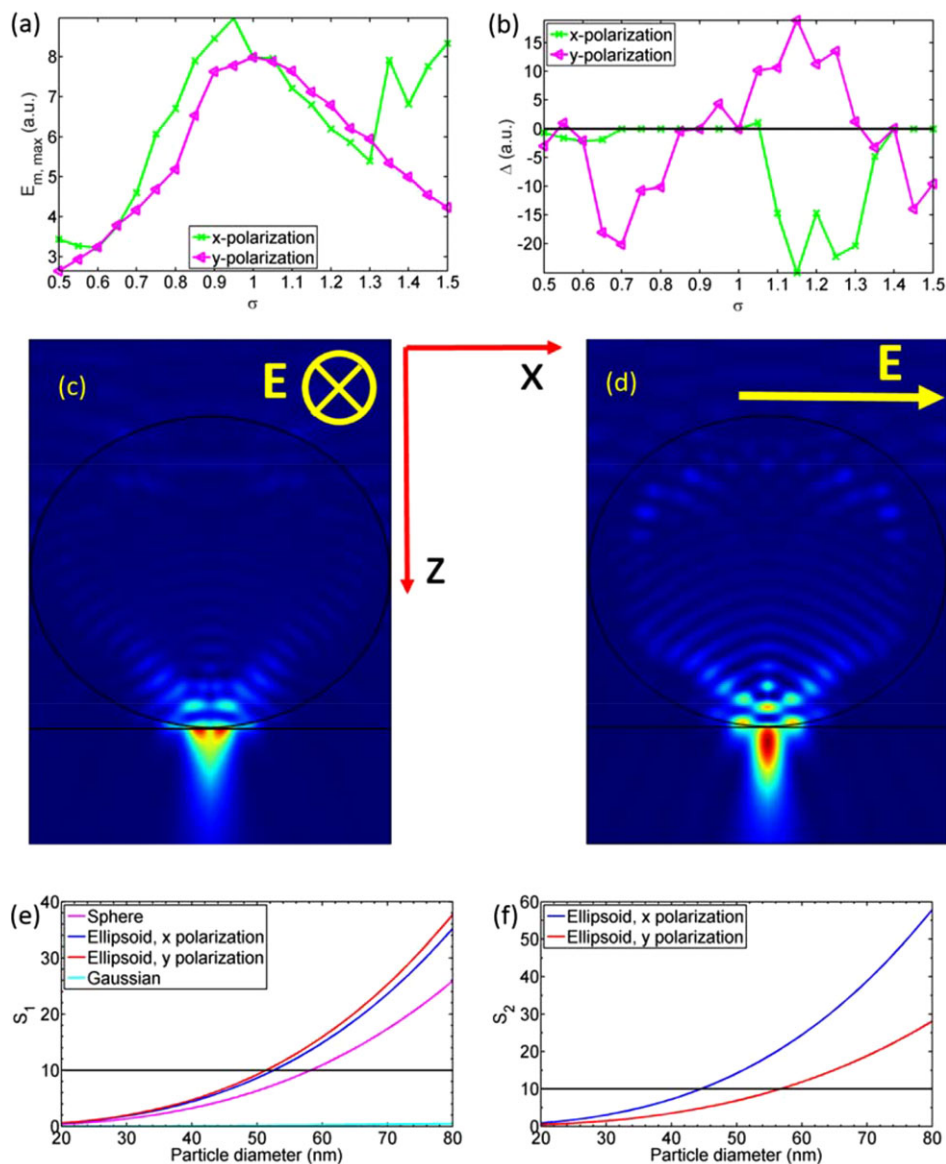 (a)
E_m, max (a.u.)
8
7
6
5
4
3
0.5 0.6 0.7 0.8 0.9 1 1.1 1.2 1.3 1.4 1.5
σ
x-polarization
y-polarization
(b)
Δ (a.u.)
15
10
5
0
-5
-10
-15
-20
0.5 0.6 0.7 0.8 0.9 1 1.1 1.2 1.3 1.4 1.5
σ
x-polarization
y-polarization
(c)
E
X
Z
(d)
E
(e)
S_1
40
30
20
10
0
20 30 40 50 60 70 80
Particle diameter (nm)
Sphere
Ellipsoid, x polarization
Ellipsoid, y polarization
Gaussian
(f)
S_2
60
50
40
30
20
10
0
20 30 40 50 60 70 80
Particle diameter (nm)
Ellipsoid, x polarization
Ellipsoid, y polarization